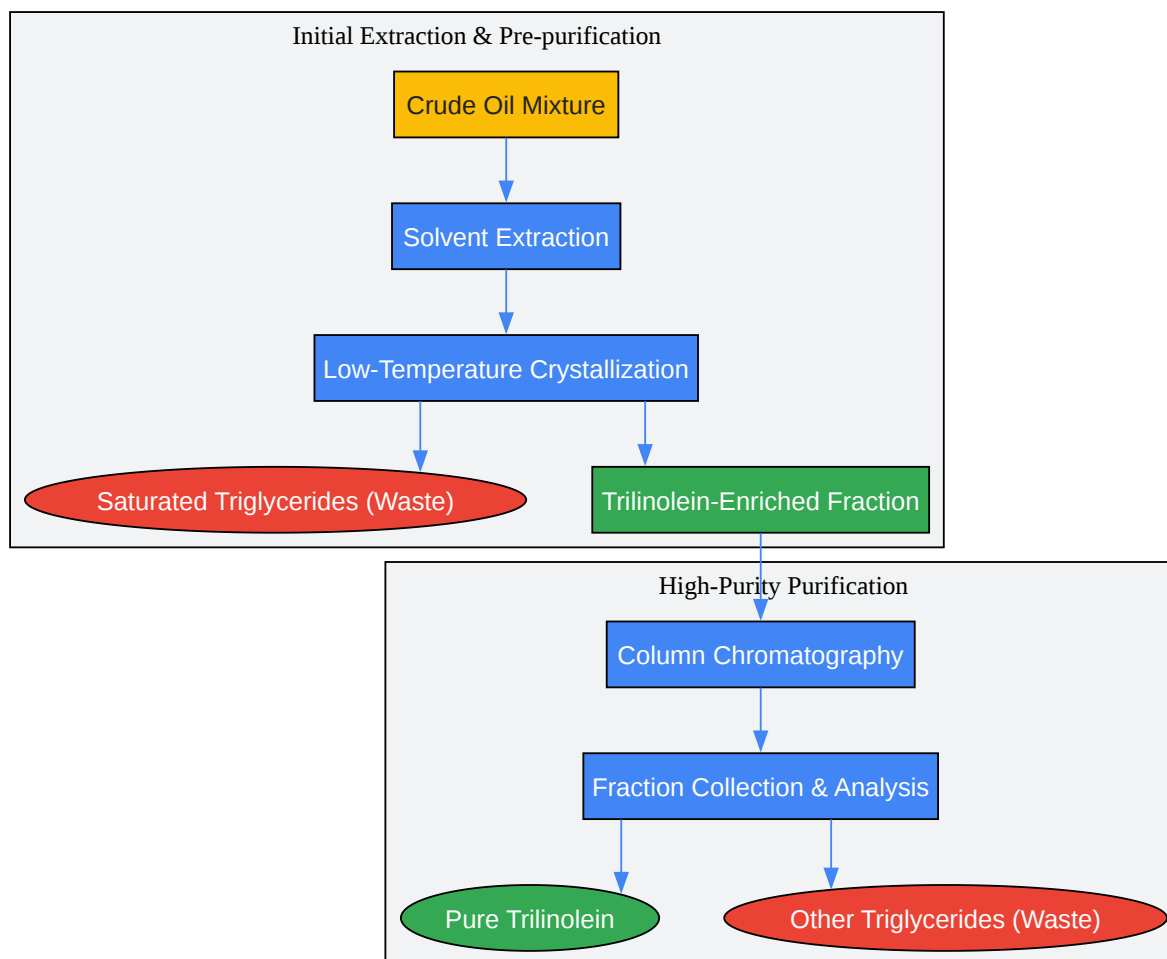 Initial Extraction & Pre-purification
Crude Oil Mixture
Solvent Extraction
Low-Temperature Crystallization
Saturated Triglycerides (Waste)
Trilinolein-Enriched Fraction
High-Purity Purification
Column Chromatography
Fraction Collection & Analysis
Pure Trilinolein
Other Triglycerides (Waste)